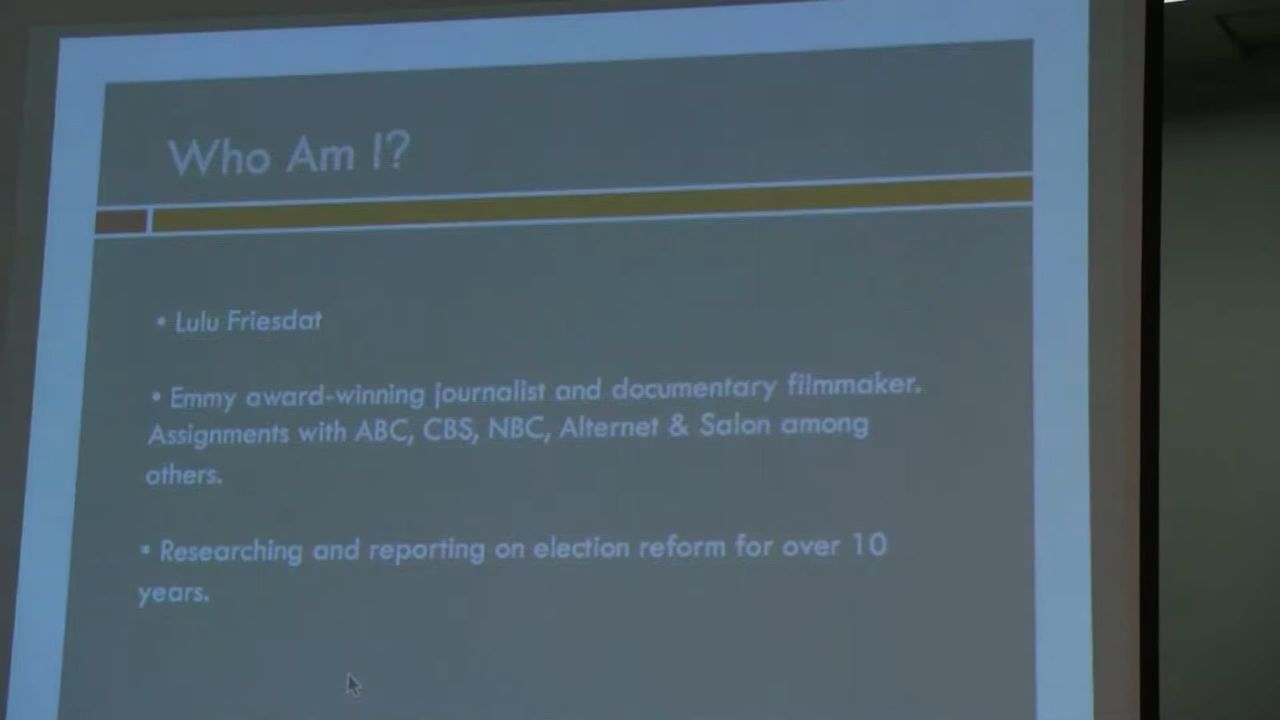 Who Am I?
• Lulu Friesdat
• Emmy award-winning journalist and documentary filmmaker.
Assignments with ABC, CBS, NBC, Alternet & Salon among
others.
▪ Researching and reporting on election reform for over 10
years.